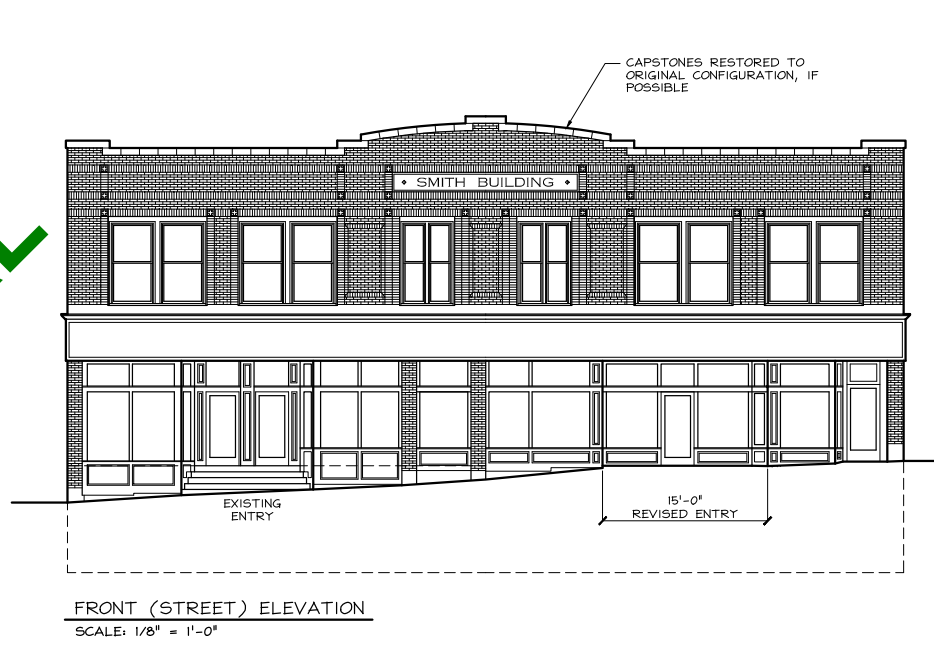 CAPSTONES RESTORED TO
ORIGINAL CONFIGURATION, IF
POSSIBLE
SMITH BUILDING
EXISTING
ENTRY
15'-0"
REVISED ENTRY
FRONT (STREET) ELEVATION
SCALE: 1/8" = 1'-0"